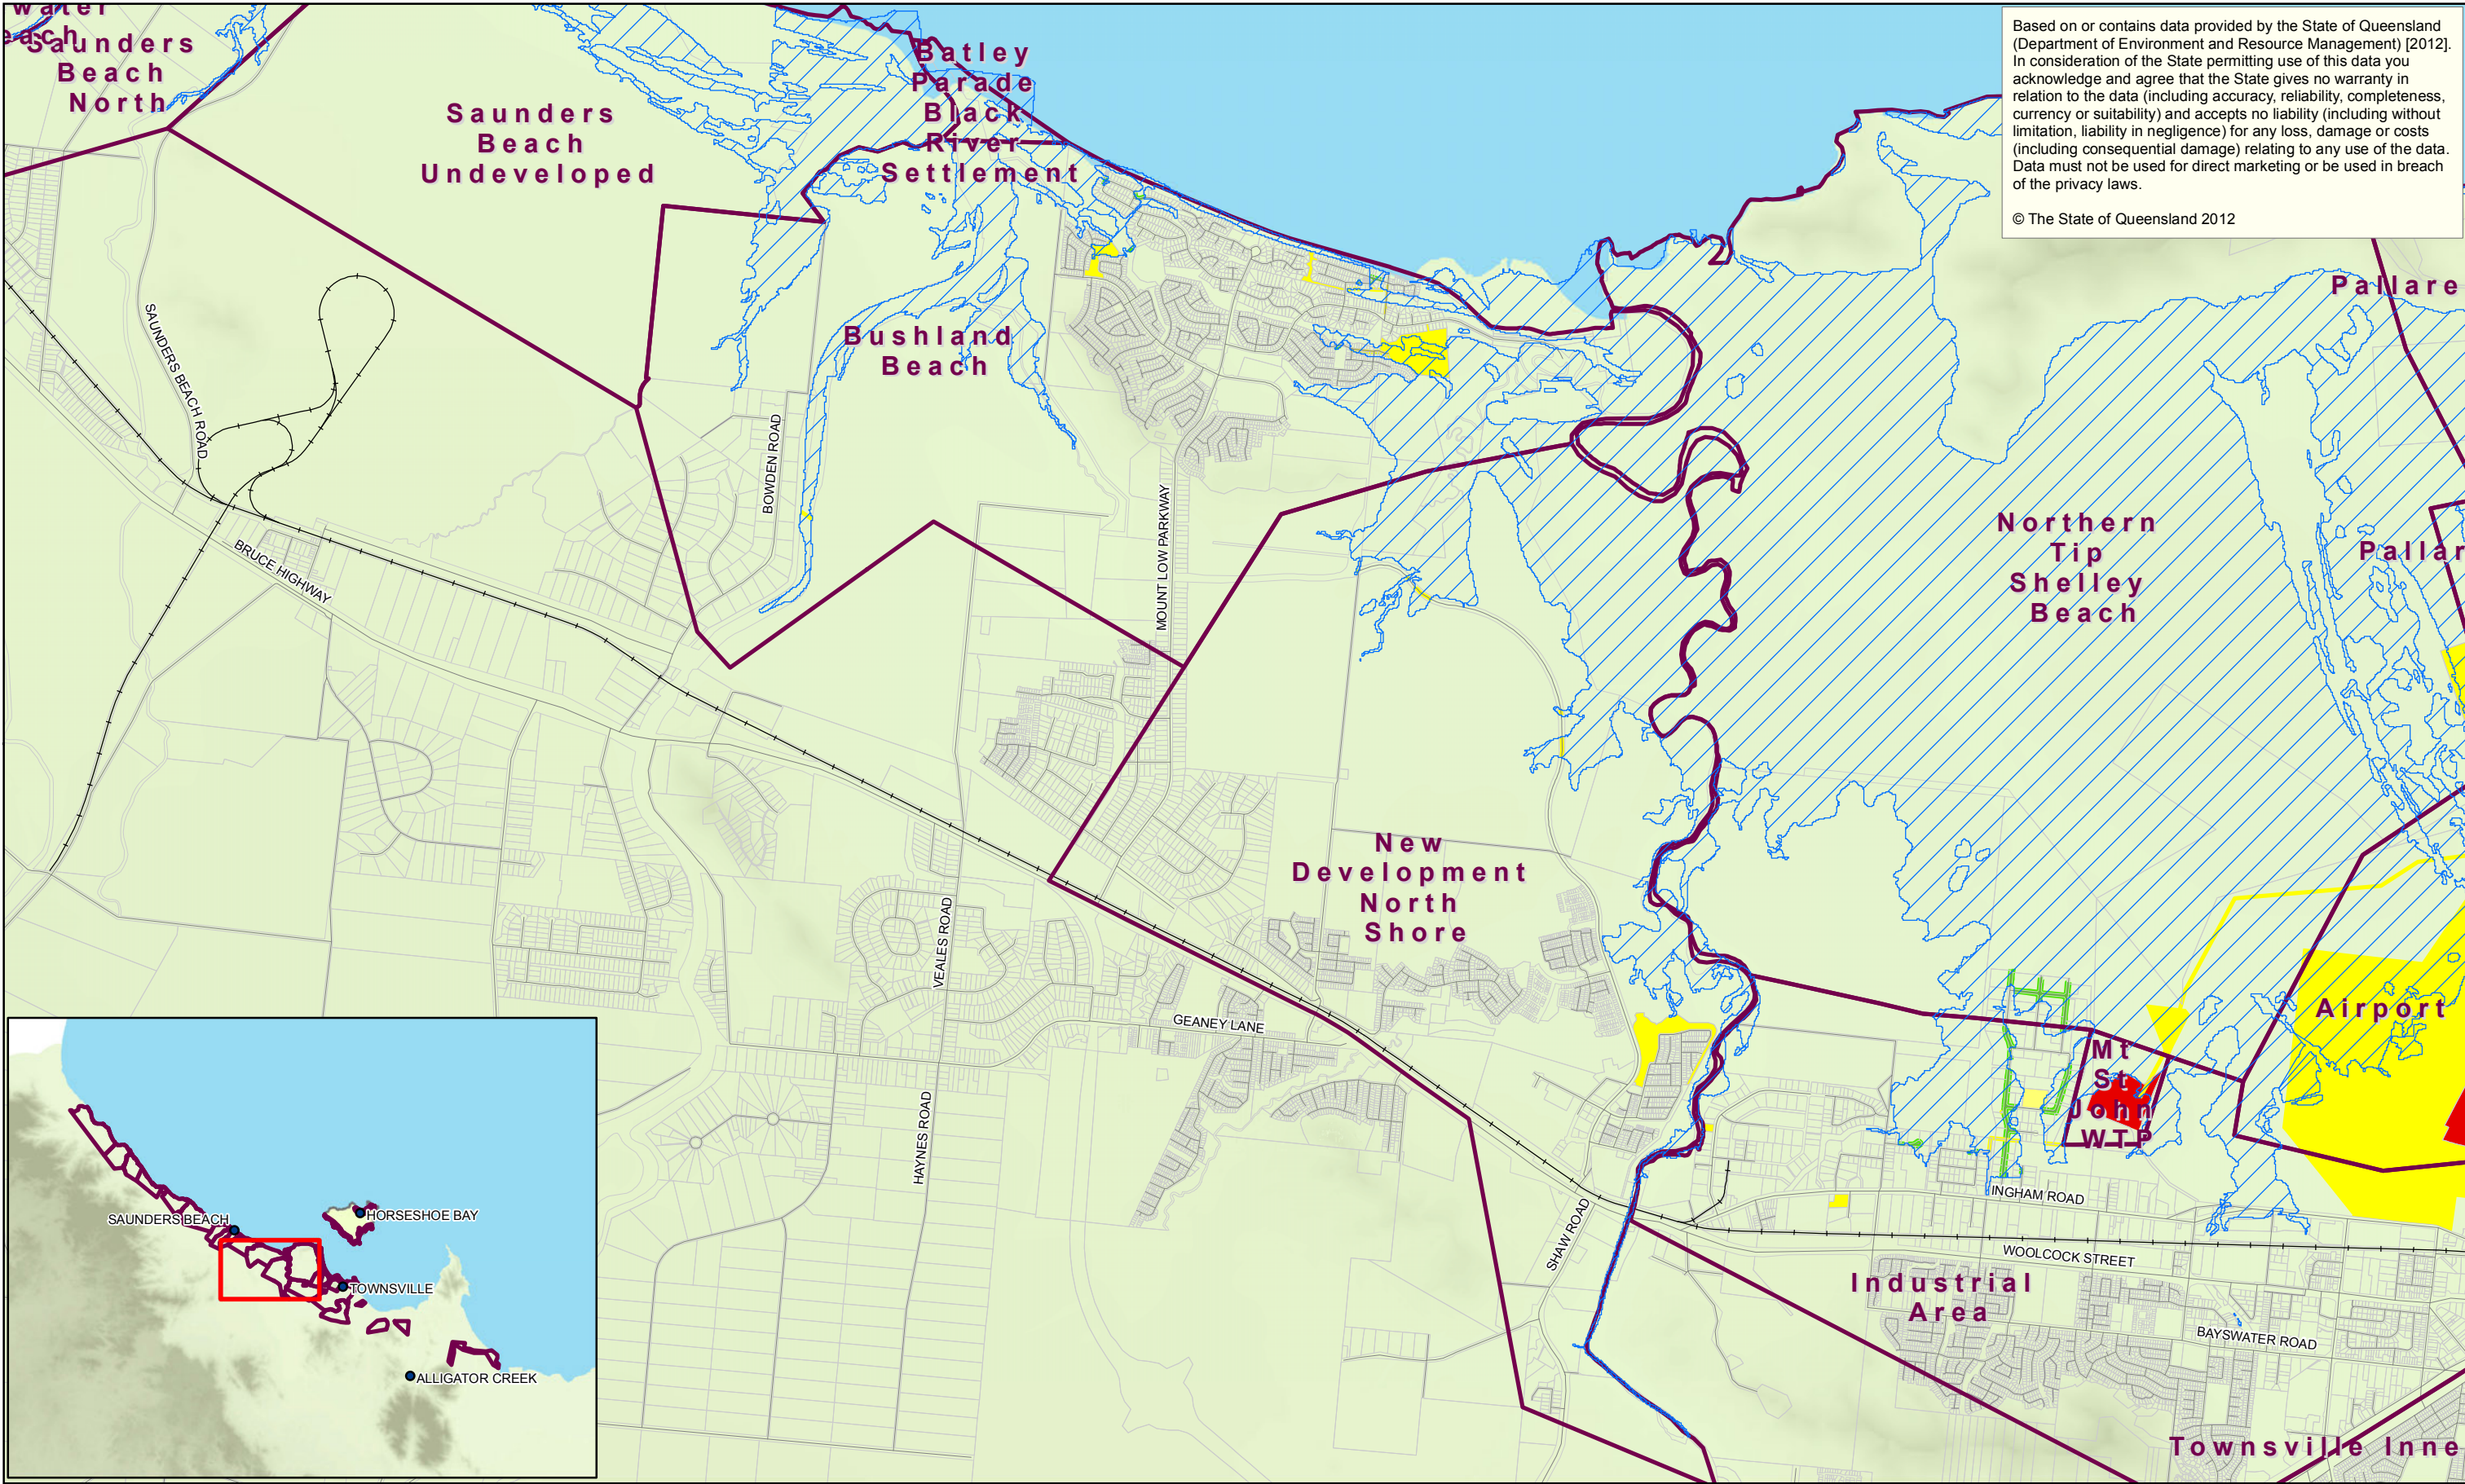 water
each
Saunders
Beach
North
Saunders
Beach
Undeveloped
Batley
Parade
Black
River
Settlement
Based on or contains data provided by the State of Queensland
(Department of Environment and Resource Management) [2012].
In consideration of the State permitting use of this data you
acknowledge and agree that the State gives no warranty in
relation to the data (including accuracy, reliability, completeness,
currency or suitability) and accepts no liability (including without
limitation, liability in negligence) for any loss, damage or costs
(including consequential damage) relating to any use of the data.
Data must not be used for direct marketing or be used in breach
of the privacy laws.
© The State of Queensland 2012
Pallare
Bushland
Beach
SAUNDERS BEACH ROAD
BOWDEN ROAD
MOUNT LOW PARKWAY
BRUCE HIGHWAY
Northern
Tip
Shelley
Beach
Pallar
New
Development
North
Shore
VEALES ROAD
GEANEY LANE
HAYNES ROAD
Airport
Mt
St
John
WTP
INGHAM ROAD
SHAW ROAD
WOOLCOCK STREET
Industrial
Area
BAYSWATER ROAD
Townsville Inne
SAUNDERS BEACH
HORSESHOE BAY
TOWNSVILLE
ALLIGATOR CREEK